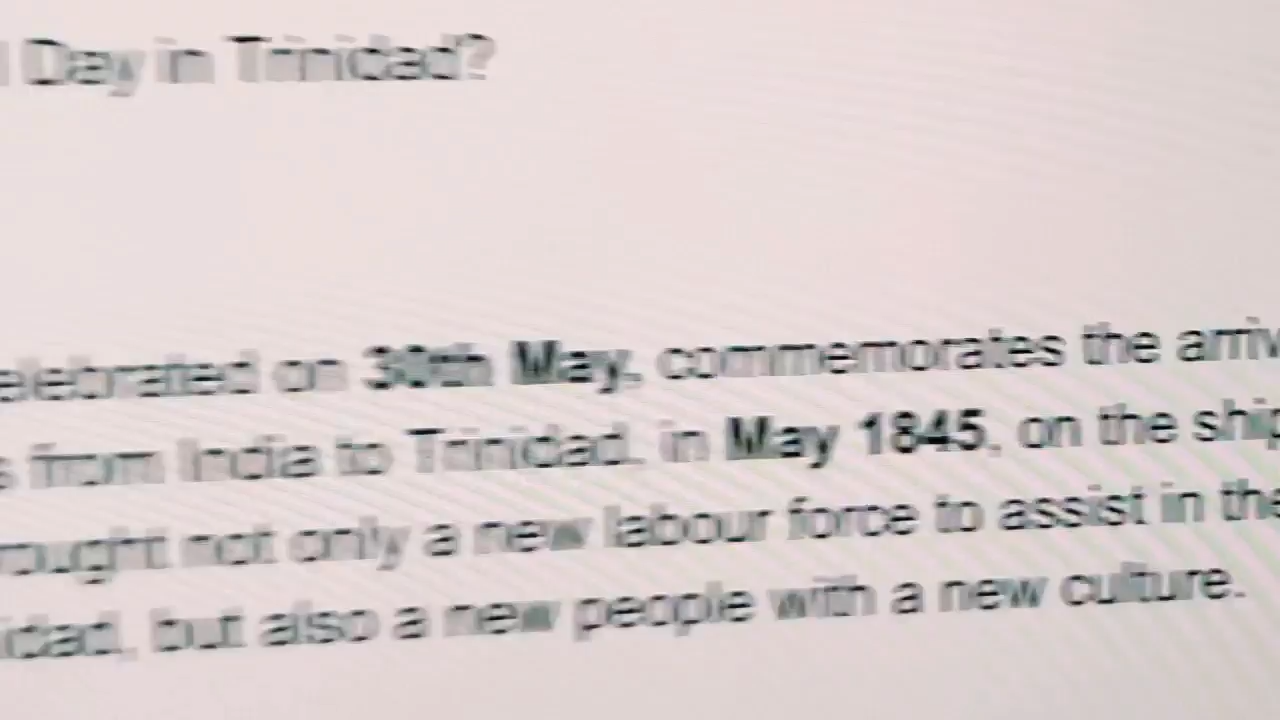 Day in Trinidad?
elebrated on 30th May, commemorates the arriv
s from India to Trinidad, in May 1845, on the ship
rought not only a new labour force to assist in the
idad, but also a new people with a new culture.